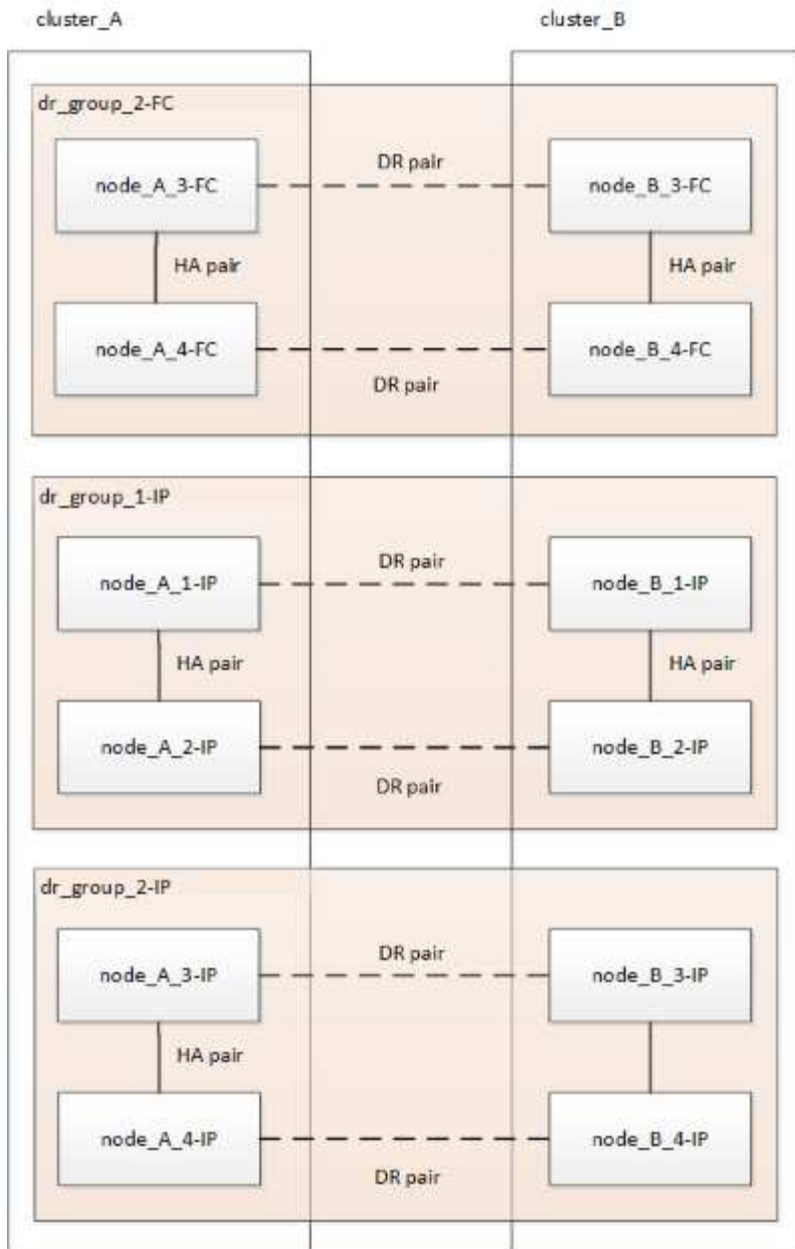 cluster_A
cluster_B
dr_group_2-FC
DR pair
node_A_3-FC
node_B_3-FC
HA pair
HA pair
node_A_4-FC
node_B_4-FC
DR pair
dr_group_1-IP
DR pair
node_A_1-IP
node_B_1-IP
HA pair
HA pair
node_A_2-IP
node_B_2-IP
DR pair
dr_group_2-IP
DR pair
node_A_3-IP
node_B_3-IP
HA pair
node_A_4-IP
node_B_4-IP
DR pair